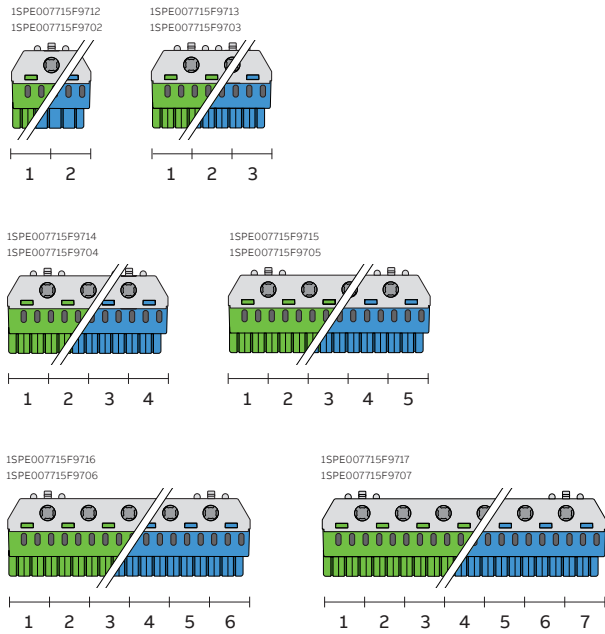 1SPE007715F9712
1SPE007715F9702
1SPE007715F9713
1SPE007715F9703
1 2
1 2 3
1SPE007715F9714
1SPE007715F9704
1SPE007715F9715
1SPE007715F9705
1 2 3 4
1 2 3 4 5
1SPE007715F9716
1SPE007715F9706
1SPE007715F9717
1SPE007715F9707
1 2 3 4 5 6
1 2 3 4 5 6 7